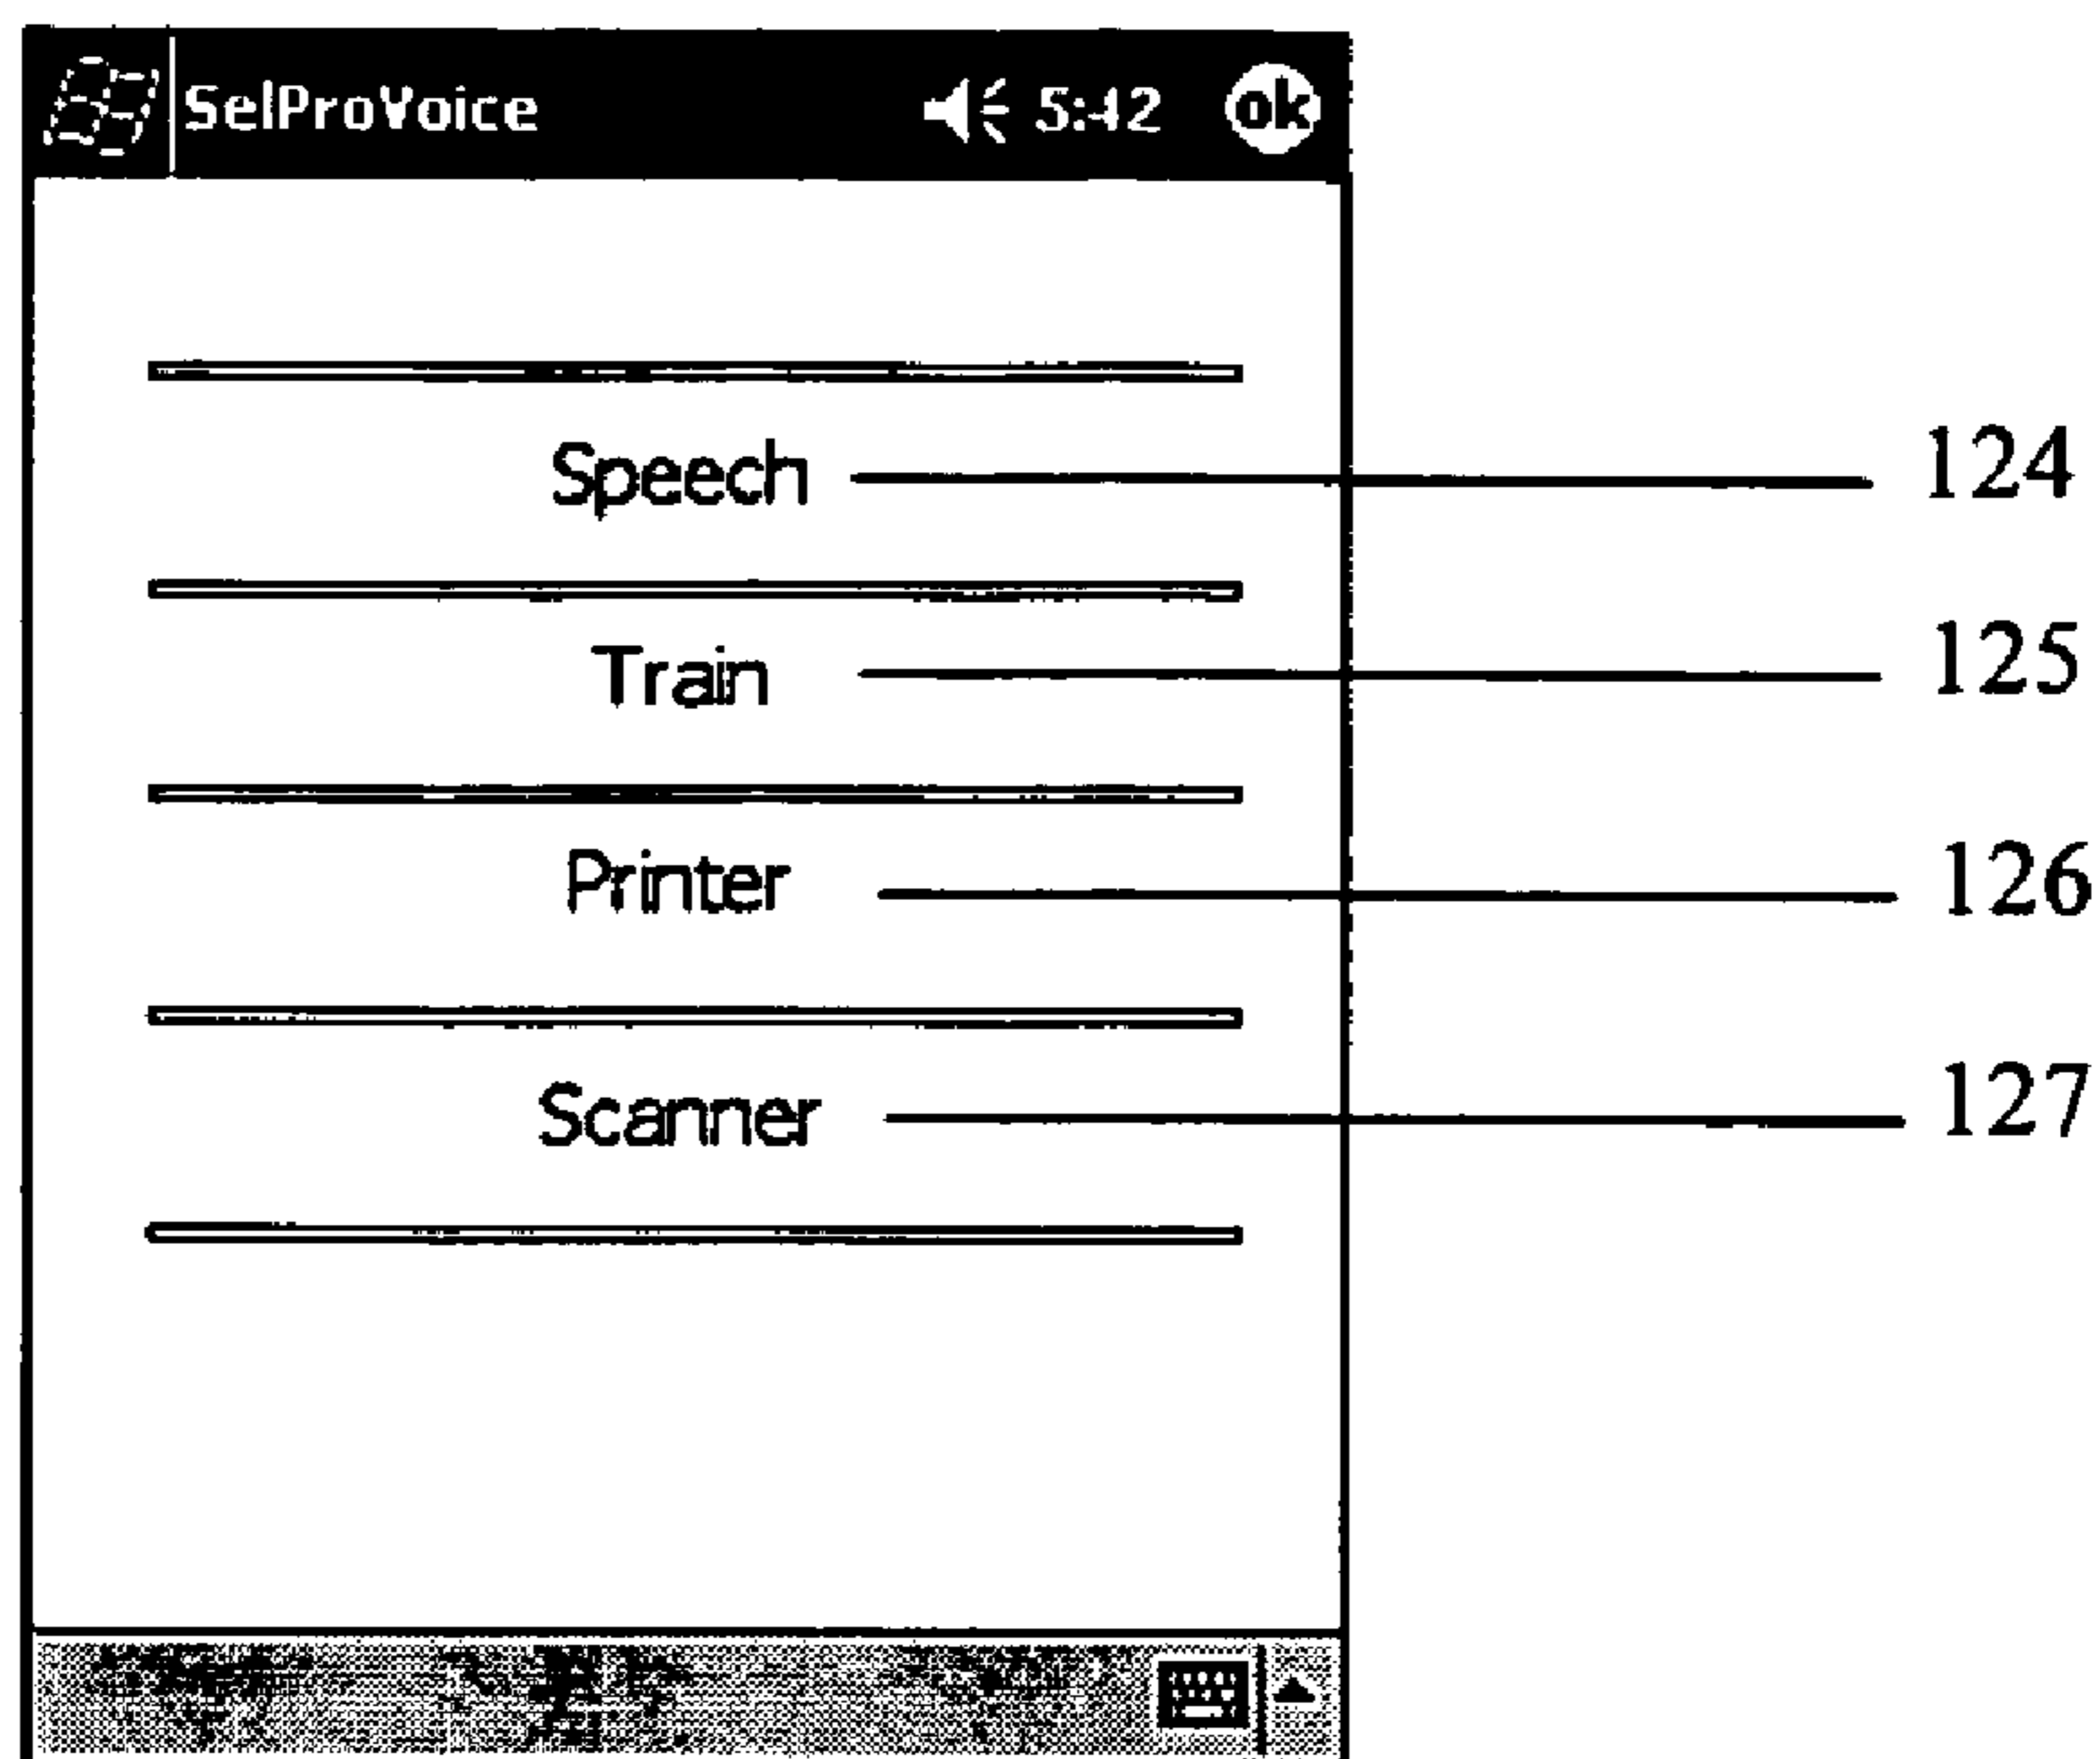 SelProVoice 5:42 ok
Speech 124
Train 125
Printer 126
Scanner 127